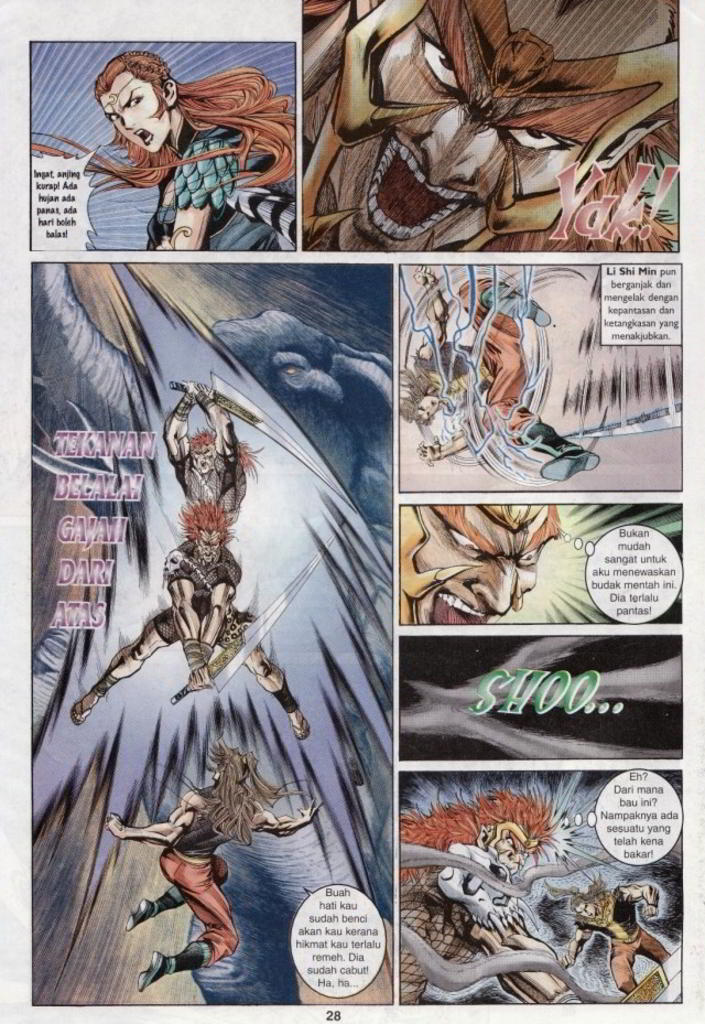 Ingat, anjing
kurap! Ada
hujan ada
panas, ada
hari boleh
balas!
Yak!
TEKANAN
BELALAI
GAJAH
DARI
ATAS
Buah
hati kau
sudah benci
akan kau kerana
hikmat kau terlalu
remeh. Dia
sudah cabut!
Ha, ha...
Li Shi Min pun
berganjak dan
mengelak dengan
kepantasan dan
ketangkasan yang
menakjubkan.
Bukan
mudah
sangat untuk
aku menewaskan
budak mentah ini.
Dia terlalu
pantas!
SHOO...
Eh?
Dari mana
bau ini?
Nampaknya ada
sesuatu yang
telah kena
bakar!
28